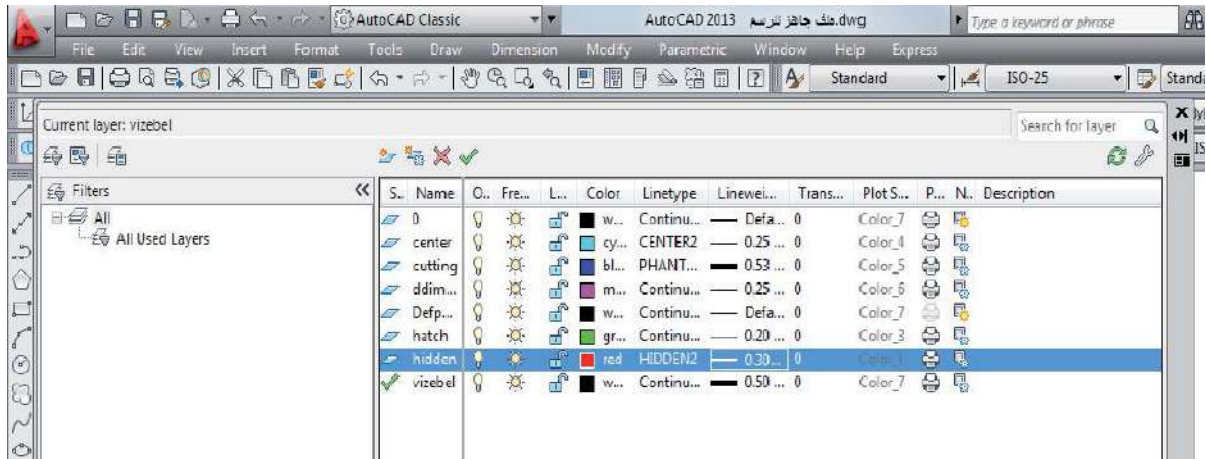 AutoCAD Classic AutoCAD 2013 ملف جاهز للرسم.dwg Type a keyword or phrase
File Edit View Insert Format Tools Draw Dimension Modify Parametric Window Help Express
Standard ISO-25 Standa
Current layer: vizebel Search for layer
Filters
All
All Used Layers
S.. Name O.. Fre... L... Color Linetype Linewei... Trans... Plot S... P... N.. Description
0 w... Continu... Defa... 0 Color_7
center cy... CENTER2 0.25 ... 0 Color_4
cutting bl... PHANT... 0.53 ... 0 Color_5
ddim... m... Continu... 0.25 ... 0 Color_6
Defp... w... Continu... Defa... 0 Color_7
hatch gr... Continu... 0.20 ... 0 Color_3
hidden red HIDDEN2 0.30... 0 Color_1
vizebel w... Continu... 0.50 ... 0 Color_7